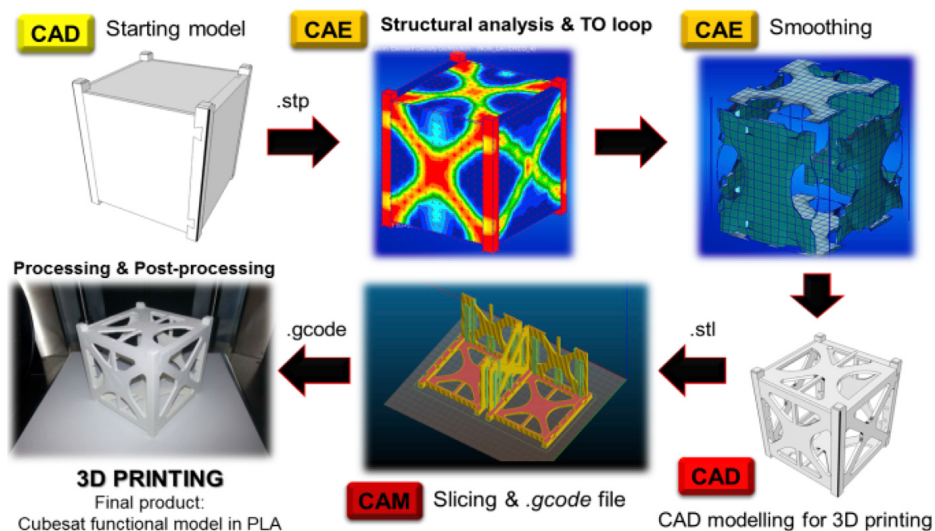 CAD Starting model
CAE Structural analysis & TO loop
CAE Smoothing
.stp
Processing & Post-processing
.gcode
.stl
3D PRINTING
Final product:
Cubesat functional model in PLA
CAM Slicing & .gcode file
CAD
CAD modelling for 3D printing